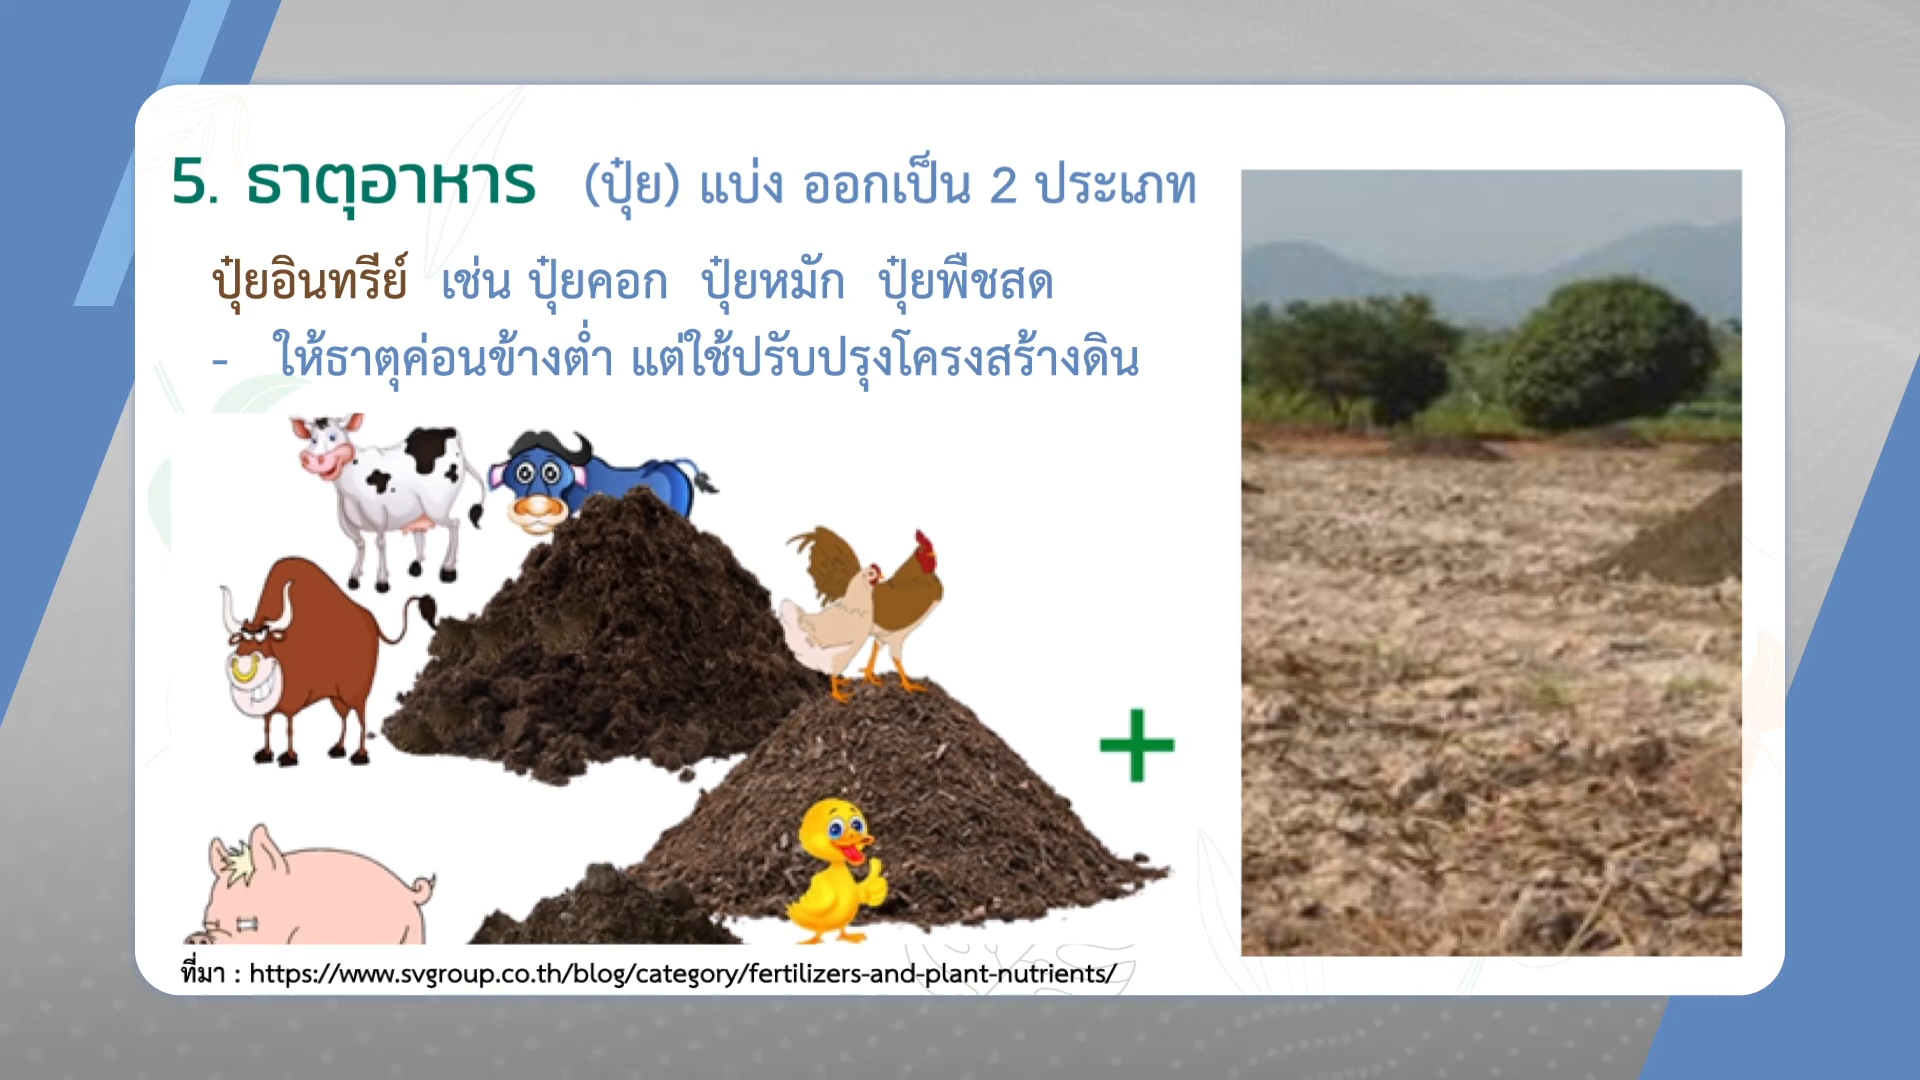 5. ธาตุอาหาร (ปุ๋ย) แบ่ง ออกเป็น 2 ประเภท
ปุ๋ยอินทรีย์ เช่น ปุ๋ยคอก ปุ๋ยหมัก ปุ๋ยพืชสด
- ให้ธาตุค่อนข้างต่ำ แต่ใช้ปรับปรุงโครงสร้างดิน
+
ที่มา : https://www.svgroup.co.th/blog/category/fertilizers-and-plant-nutrients/